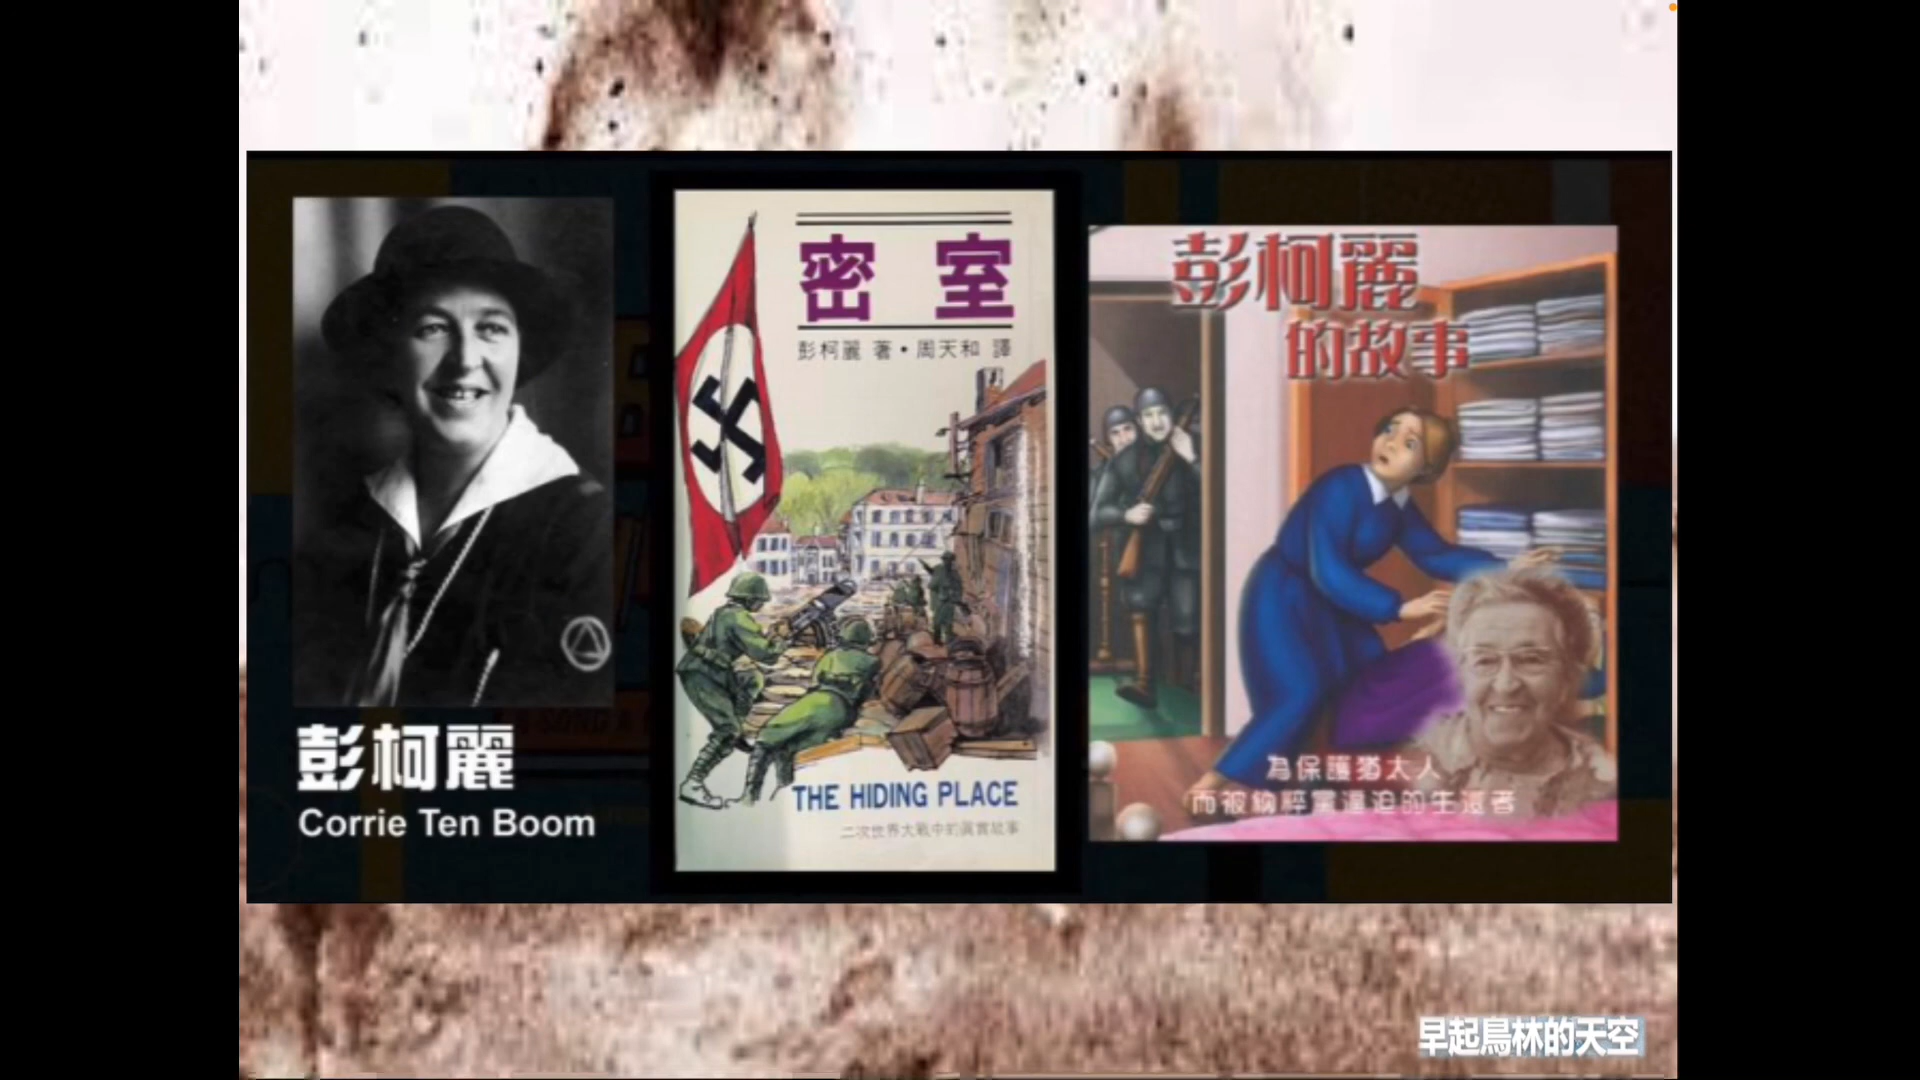 彭柯麗
Corrie Ten Boom
密室
彭柯麗 著・周天和 譯
THE HIDING PLACE
二次世界大戰中的真實故事
彭柯麗
的故事
為保護猶太人
而被納粹黨逼迫的生還者
早起鳥林的天空